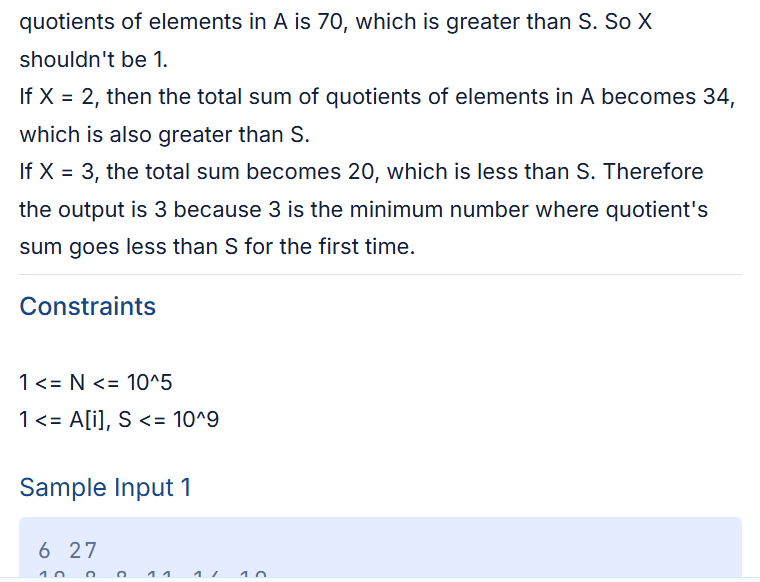 quotients of elements in A is 70, which is greater than S. So X
shouldn't be 1.
If X = 2, then the total sum of quotients of elements in A becomes 34,
which is also greater than S.
If X = 3, the total sum becomes 20, which is less than S. Therefore
the output is 3 because 3 is the minimum number where quotient's
sum goes less than S for the first time.
Constraints
1 <= N <= 10^5
1 <= A[i], S <= 10^9
Sample Input 1
6 27